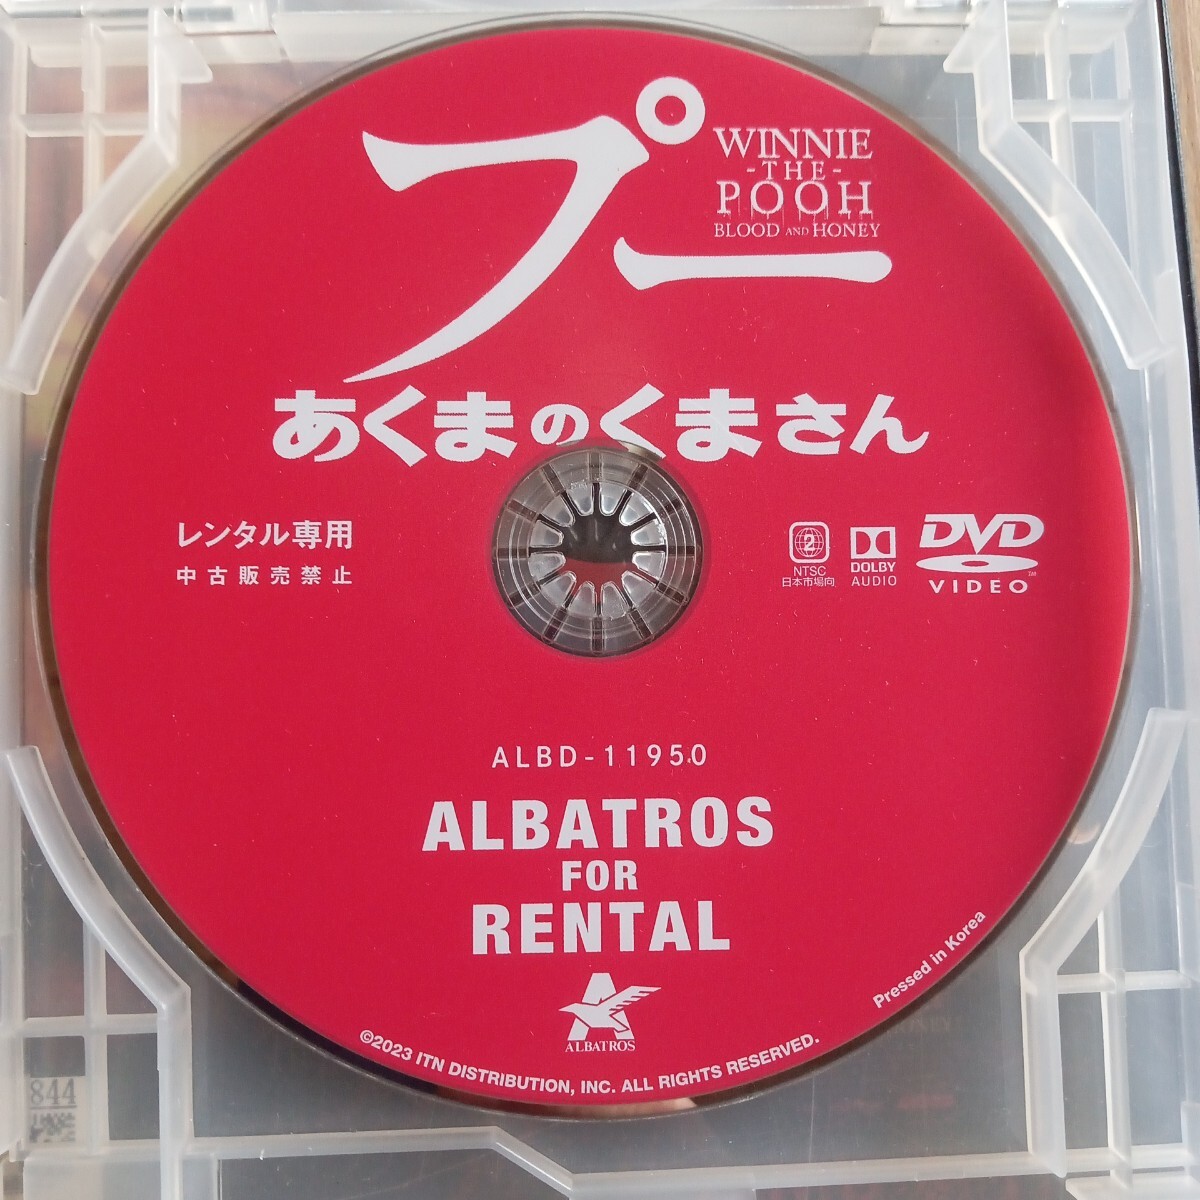 プー
WINNIE
-THE-
POOH
BLOOD AND HONEY
あくまのくまさん
レンタル専用
中古販売禁止
2
NTSC
日本市場向
DOLBY
AUDIO
DVD
VIDEO
TM
ALBD-11950
ALBATROS
FOR
RENTAL
ALBATROS
Pressed in Korea
©2023 ITN DISTRIBUTION, INC. ALL RIGHTS RESERVED.
844